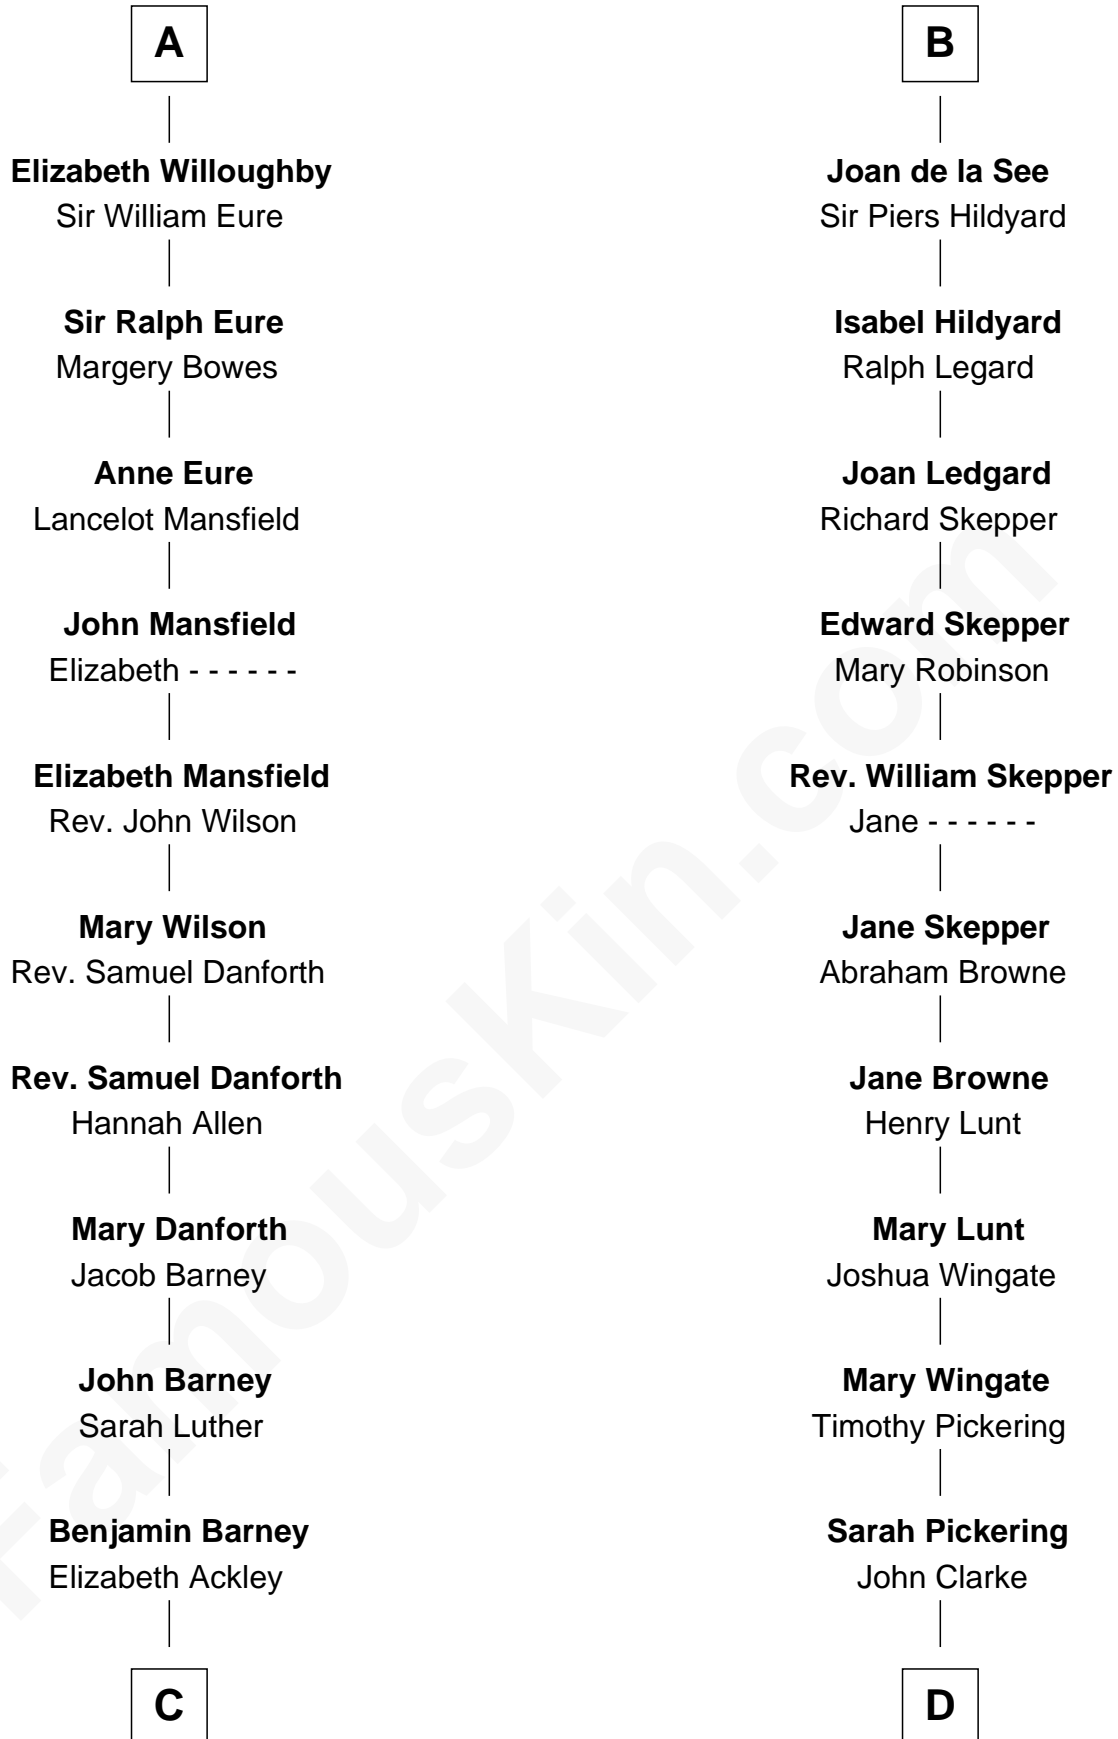 A
Elizabeth Willoughby
Sir William Eure
Sir Ralph Eure
Margery Bowes
Anne Eure
Lancelot Mansfield
John Mansfield
Elizabeth - - - - - -
Elizabeth Mansfield
Rev. John Wilson
Mary Wilson
Rev. Samuel Danforth
Rev. Samuel Danforth
Hannah Allen
Mary Danforth
Jacob Barney
John Barney
Sarah Luther
Benjamin Barney
Elizabeth Ackley
C
B
Joan de la See
Sir Piers Hildyard
Isabel Hildyard
Ralph Legard
Joan Ledgard
Richard Skepper
Edward Skepper
Mary Robinson
Rev. William Skepper
Jane - - - - - -
Jane Skepper
Abraham Browne
Jane Browne
Henry Lunt
Mary Lunt
Joshua Wingate
Mary Wingate
Timothy Pickering
Sarah Pickering
John Clarke
D
FamousKin.com